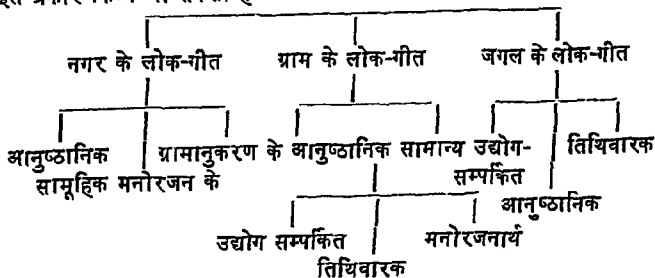 नगर के लोक-गीत ग्राम के लोक-गीत जगल के लोक-गीत
आनुष्ठानिक ग्रामानुकरण के आनुष्ठानिक सामान्य उद्योग- तिथिवारक
सामूहिक मनोरजन के सम्पर्कित
आनुष्ठानिक
उद्योग सम्पर्कित मनोरजनार्थ
तिथिवारक